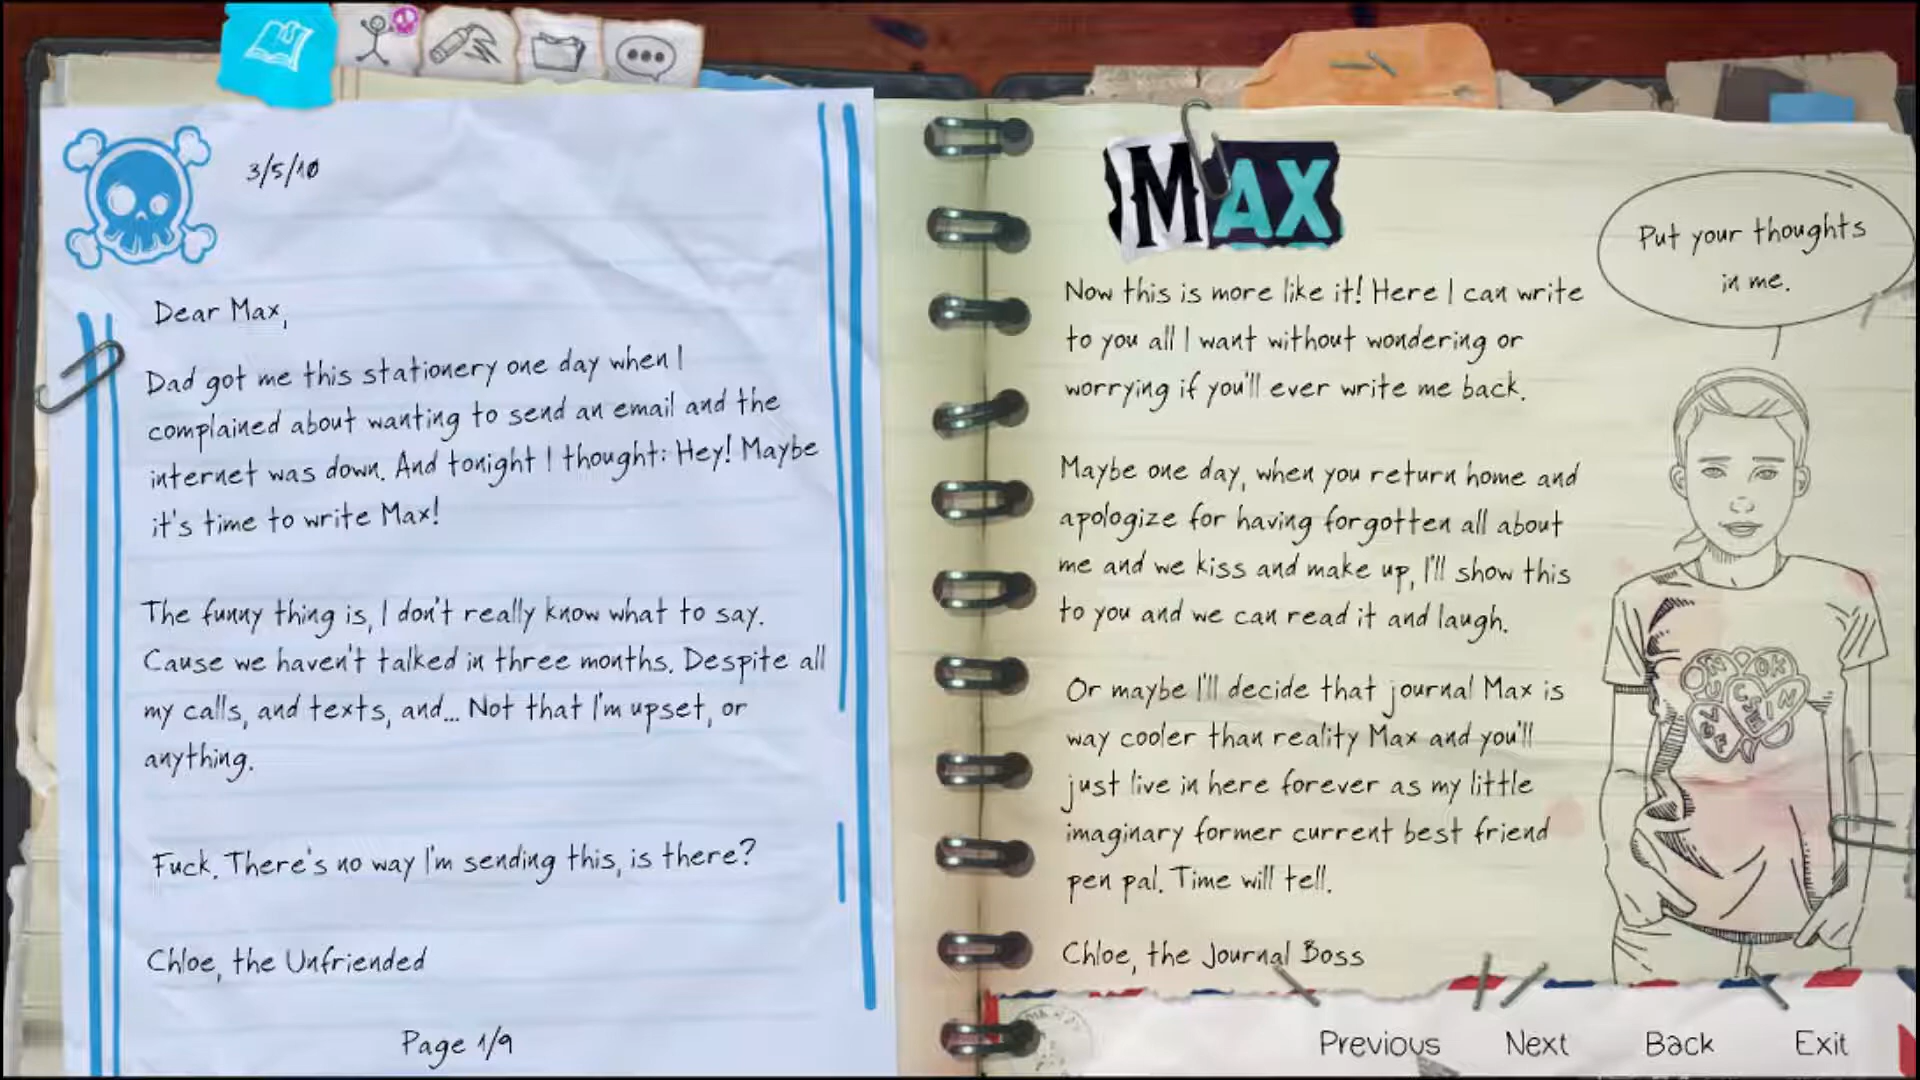 3/5/10
Dear Max,
Dad got me this stationery one day when I
complained about wanting to send an email and the
internet was down. And tonight I thought: Hey! Maybe
it's time to write Max!
The funny thing is, I don't really know what to say.
Cause we haven't talked in three months. Despite all
my calls, and texts, and... Not that I'm upset, or
anything.
Fuck. There's no way I'm sending this, is there?
Chloe, the Unfriended
Page 1/9
MAX
Put your thoughts
in me.
Now this is more like it! Here I can write
to you all I want without wondering or
worrying if you'll ever write me back.
Maybe one day, when you return home and
apologize for having forgotten all about
me and we kiss and make up, I'll show this
to you and we can read it and laugh.
Or maybe I'll decide that journal Max is
way cooler than reality Max and you'll
just live in here forever as my little
imaginary former current best friend
pen pal. Time will tell.
Chloe, the Journal Boss
Previous Next Back Exit